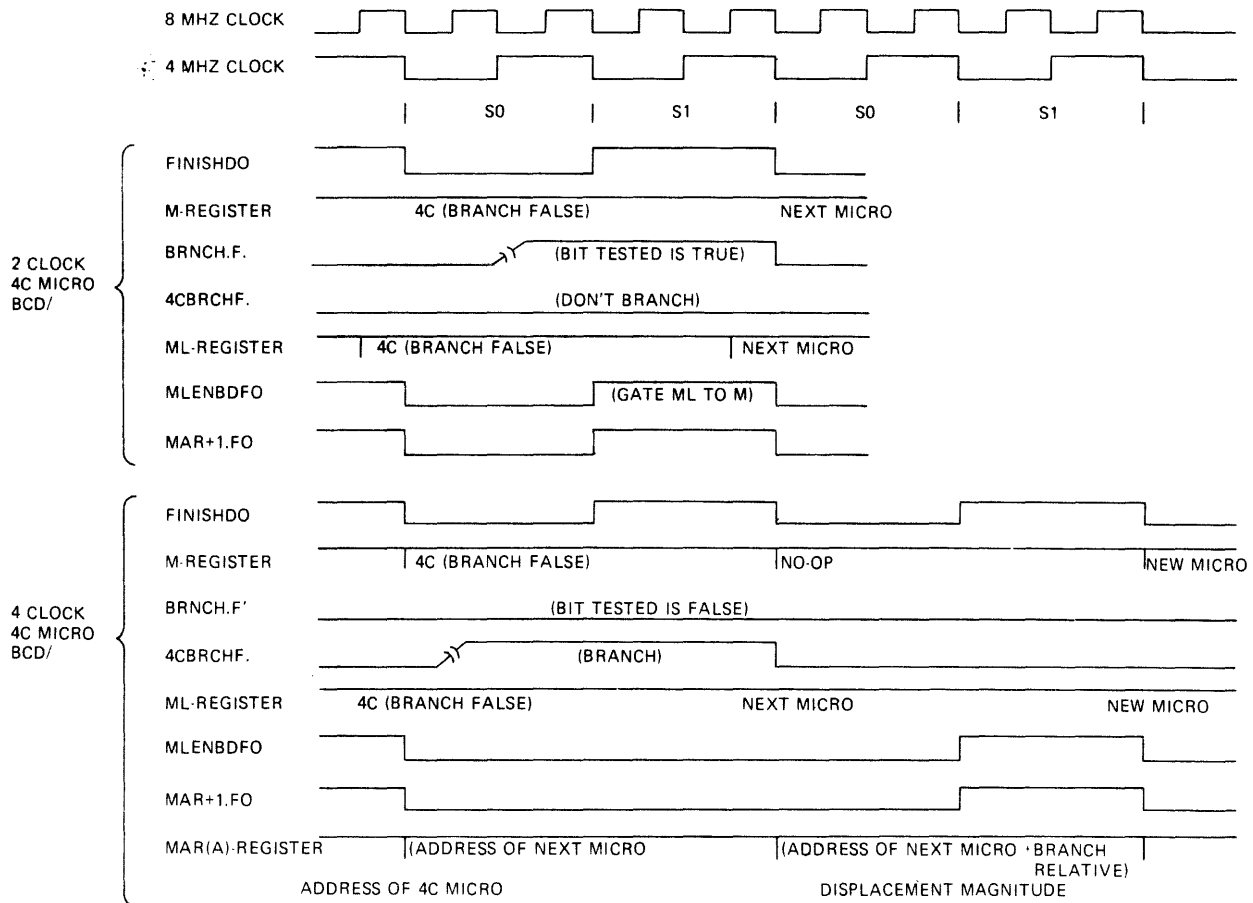 8 MHZ CLOCK
4 MHZ CLOCK
S0 S1 S0 S1
2 CLOCK
4C MICRO
BCD/
FINISHDO
M-REGISTER 4C (BRANCH FALSE) NEXT MICRO
BRNCH.F. (BIT TESTED IS TRUE)
4CBRCHF. (DON'T BRANCH)
ML-REGISTER 4C (BRANCH FALSE) NEXT MICRO
MLENBDFO (GATE ML TO M)
MAR+1.FO
4 CLOCK
4C MICRO
BCD/
FINISHDO
M-REGISTER 4C (BRANCH FALSE) NO-OP NEW MICRO
BRNCH.F' (BIT TESTED IS FALSE)
4CBRCHF. (BRANCH)
ML-REGISTER 4C (BRANCH FALSE) NEXT MICRO NEW MICRO
MLENBDFO
MAR+1.FO
MAR(A)-REGISTER (ADDRESS OF NEXT MICRO (ADDRESS OF NEXT MICRO · BRANCH
RELATIVE)
ADDRESS OF 4C MICRO DISPLACEMENT MAGNITUDE